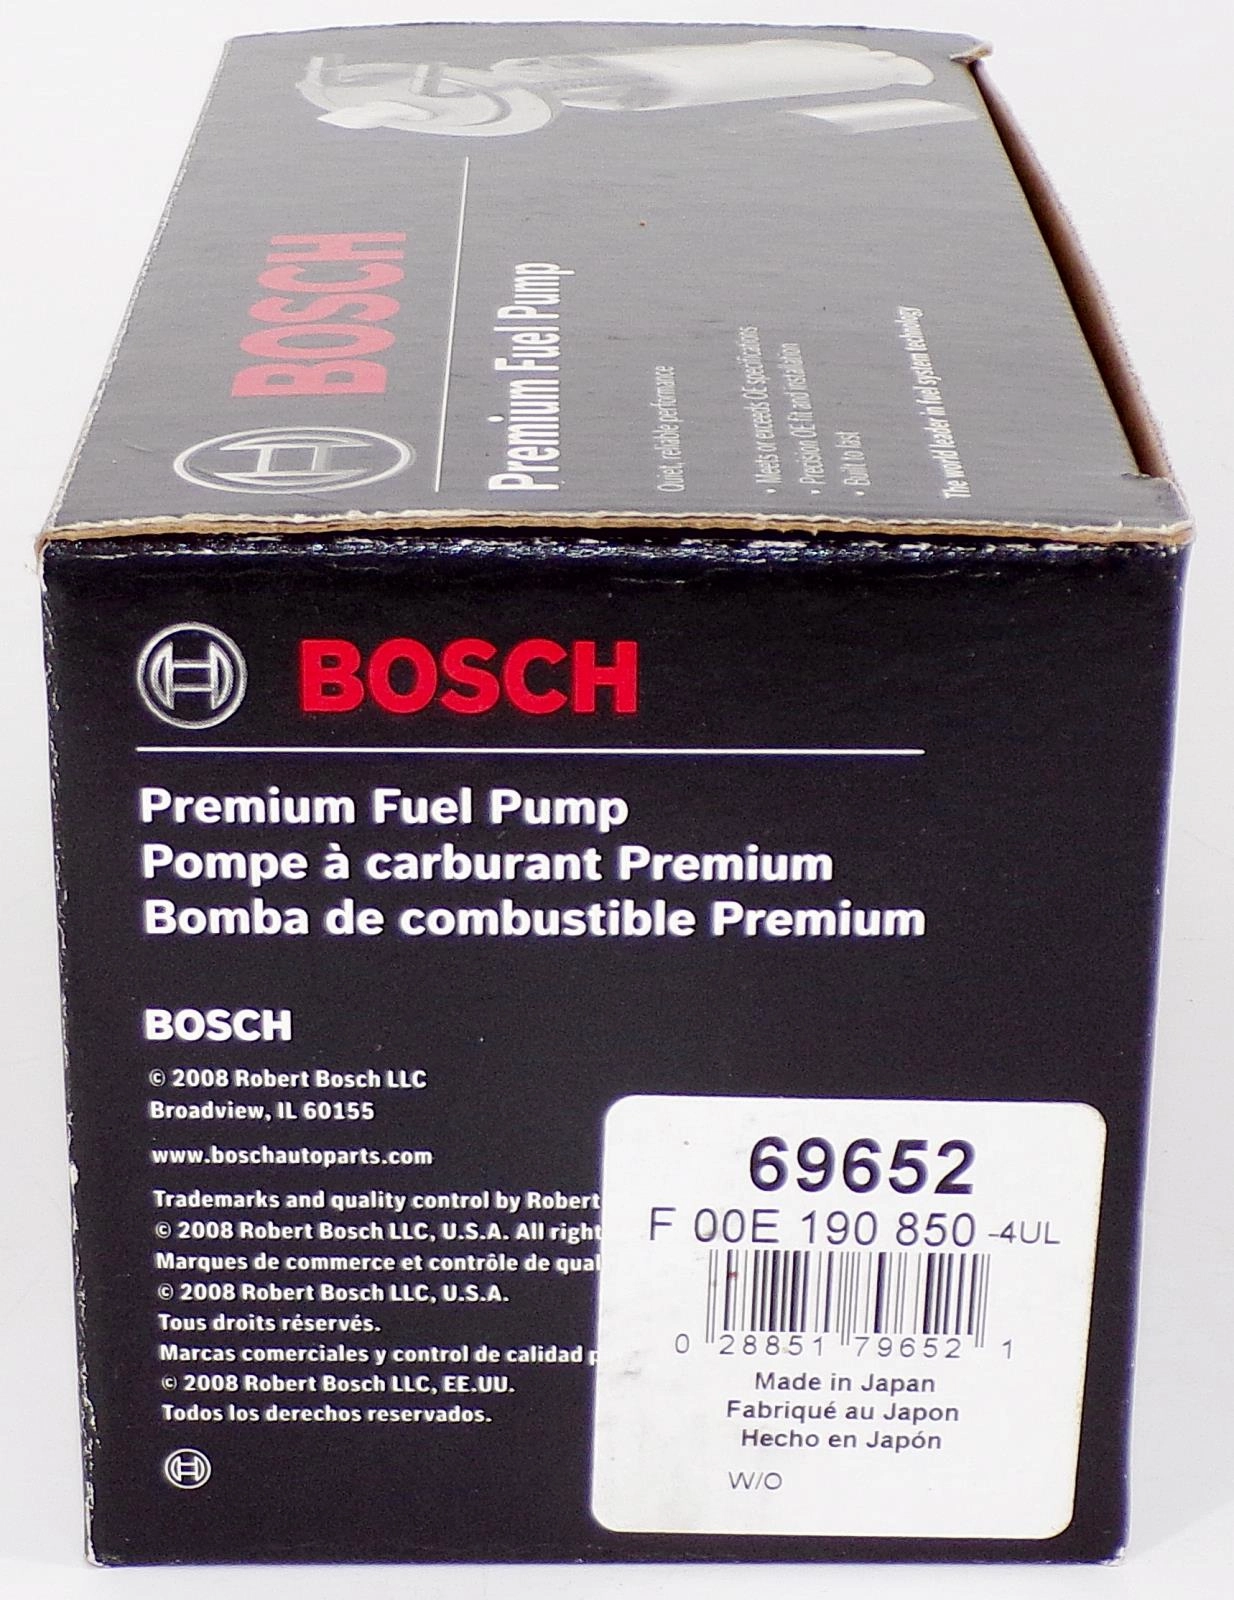 BOSCH
Premium Fuel Pump
Quiet, reliable performance
• Meets or exceeds OE specifications
• Precision OE fit and installation
• Built to last
The world leader in fuel system technology
BOSCH
Premium Fuel Pump
Pompe à carburant Premium
Bomba de combustible Premium
BOSCH
© 2008 Robert Bosch LLC
Broadview, IL 60155
www.boschautoparts.com
Trademarks and quality control by Robert
© 2008 Robert Bosch LLC, U.S.A. All right
Marques de commerce et contrôle de qual
© 2008 Robert Bosch LLC, U.S.A.
Tous droits réservés.
Marcas comerciales y control de calidad p
© 2008 Robert Bosch LLC, EE.UU.
Todos los derechos reservados.
69652
F 00E 190 850 -4UL
0 28851 79652 1
Made in Japan
Fabriqué au Japon
Hecho en Japón
W/O